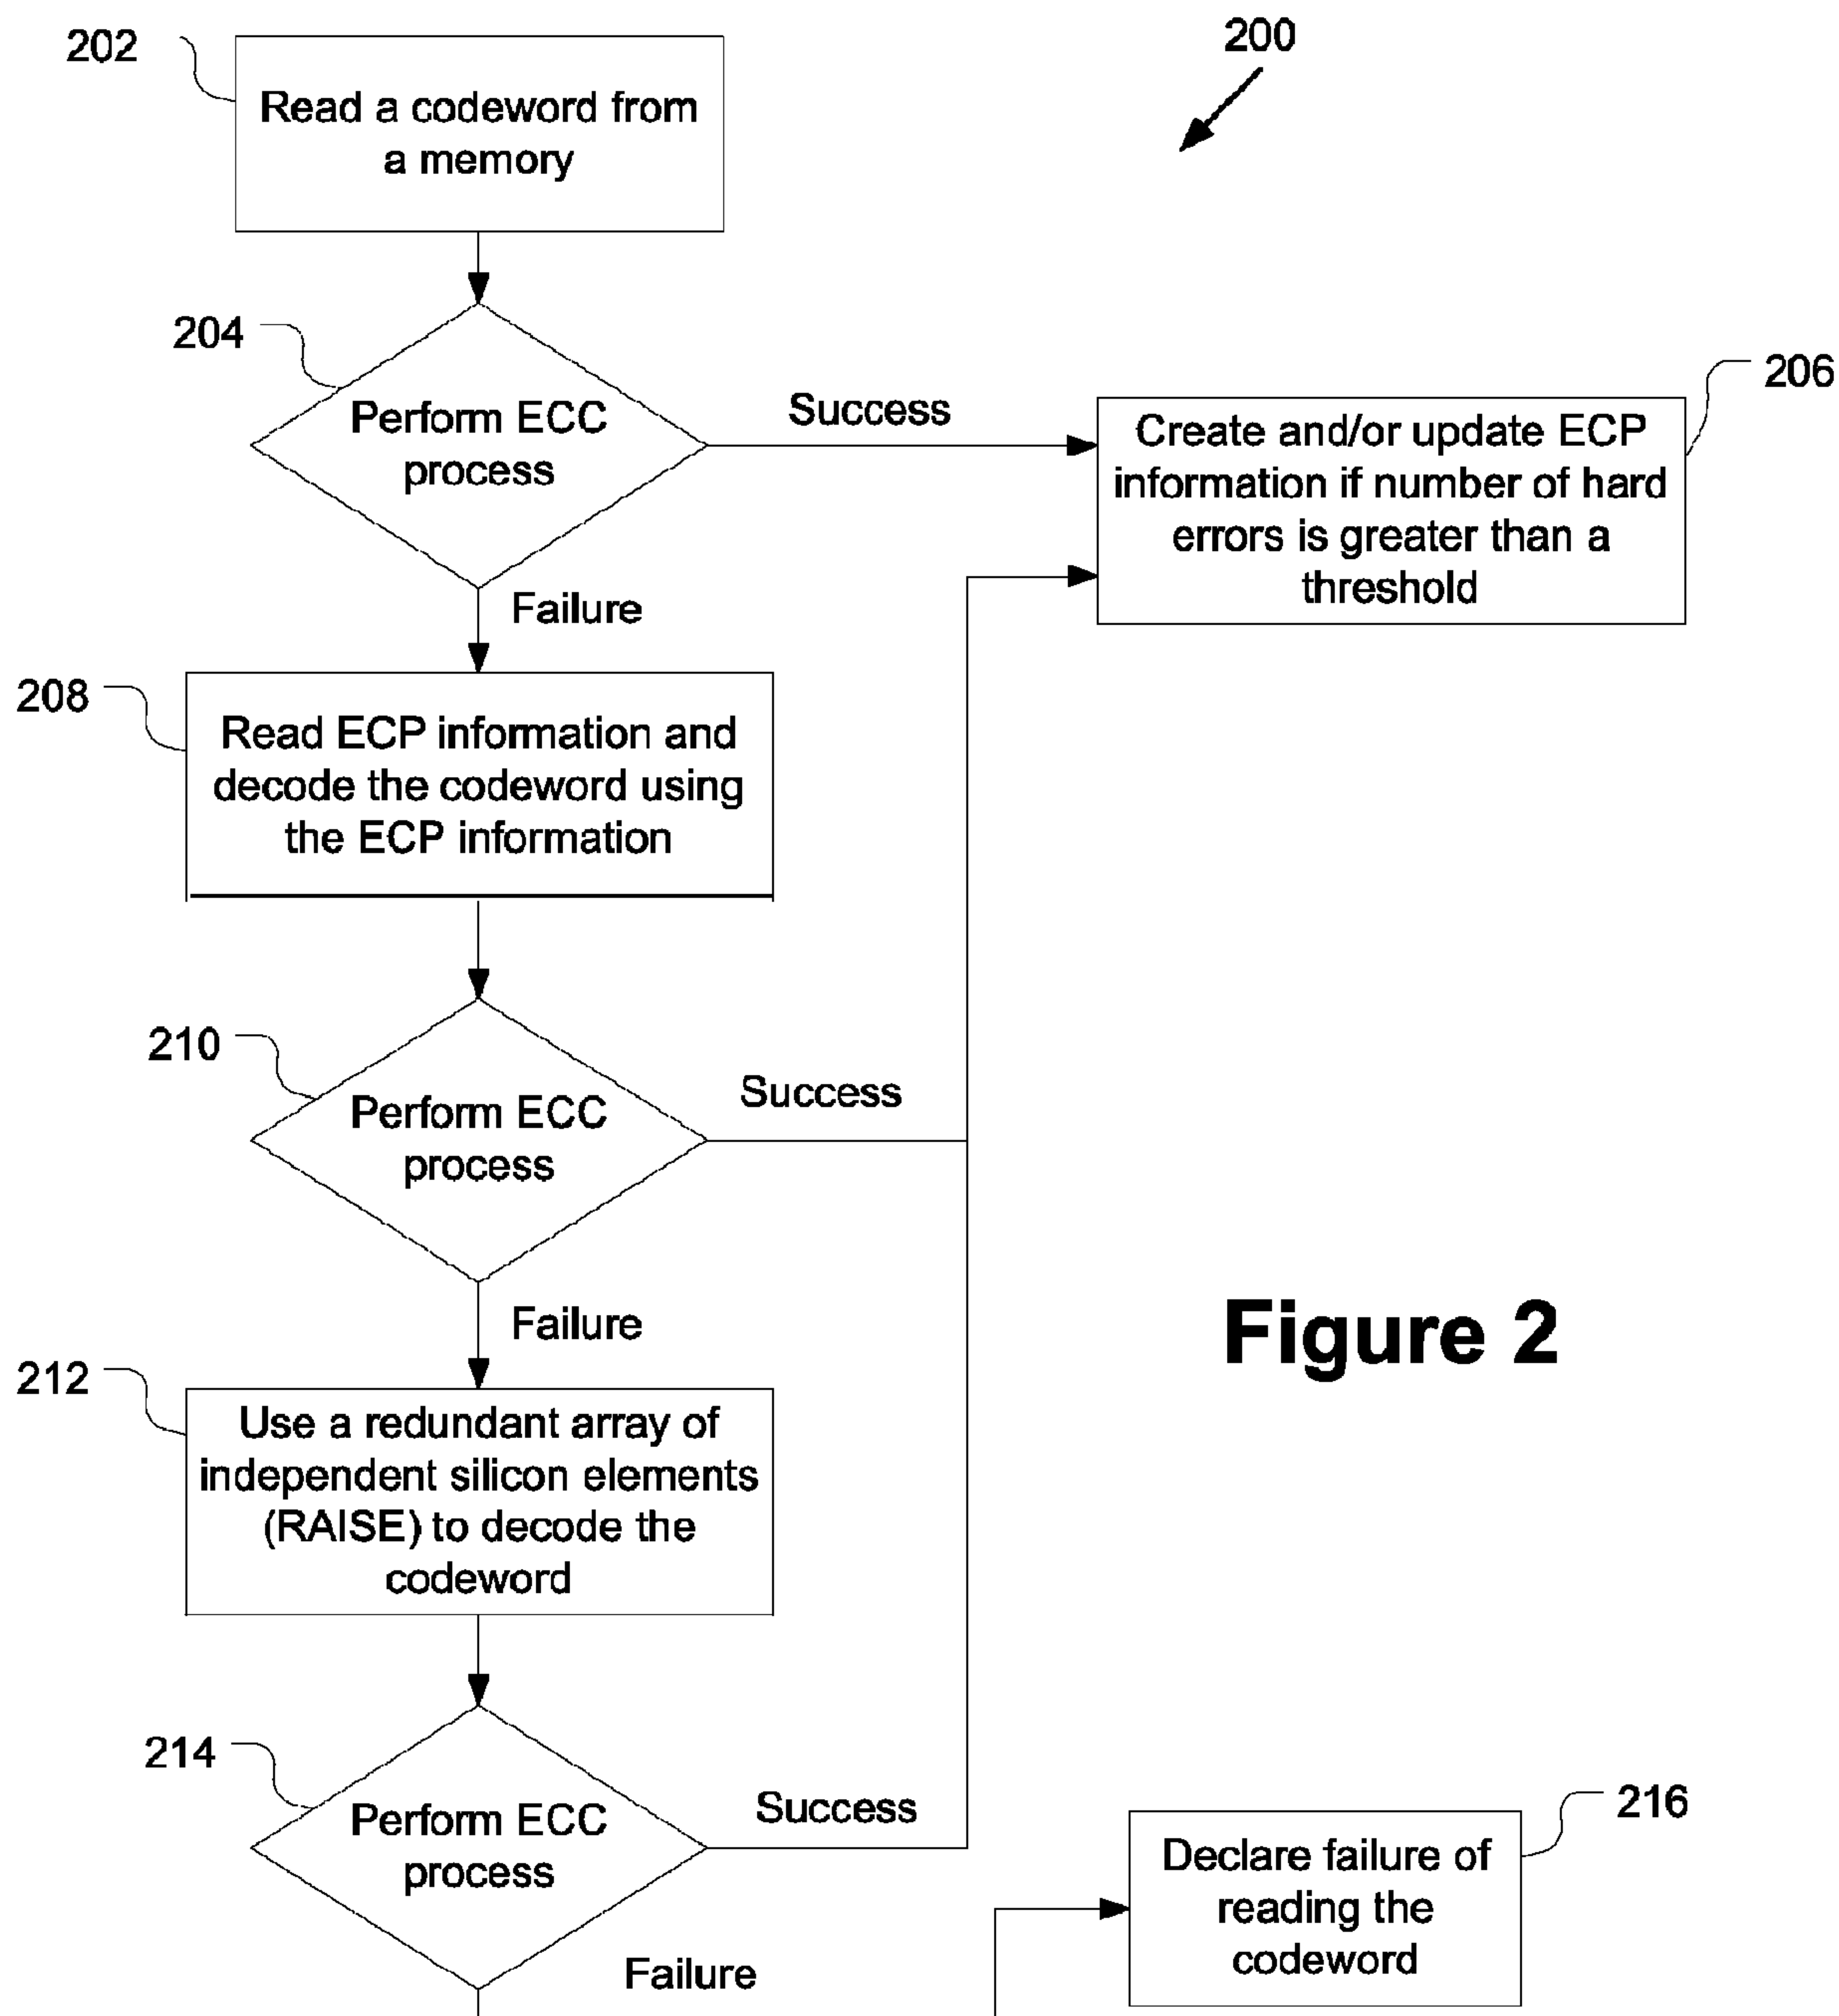 200
202
Read a codeword from
a memory
204
Perform ECC
process
Success
206
Create and/or update ECP
information if number of hard
errors is greater than a
threshold
Failure
208
Read ECP information and
decode the codeword using
the ECP information
210
Perform ECC
process
Success
Failure
Figure 2
212
Use a redundant array of
independent silicon elements
(RAISE) to decode the
codeword
214
Perform ECC
process
Success
216
Declare failure of
reading the
codeword
Failure